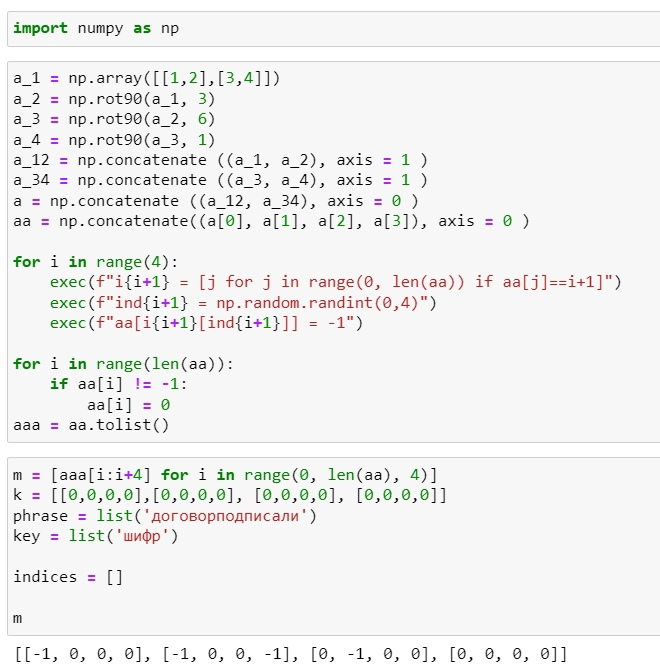 import numpy as np
a_1 = np.array([[1,2],[3,4]])
a_2 = np.rot90(a_1, 3)
a_3 = np.rot90(a_2, 6)
a_4 = np.rot90(a_3, 1)
a_12 = np.concatenate ((a_1, a_2), axis = 1 )
a_34 = np.concatenate ((a_3, a_4), axis = 1 )
a = np.concatenate ((a_12, a_34), axis = 0 )
aa = np.concatenate((a[0], a[1], a[2], a[3]), axis = 0 )
for i in range(4):
    exec(f"i{i+1} = [j for j in range(0, len(aa)) if aa[j]==i+1]")
    exec(f"ind{i+1} = np.random.randint(0,4)")
    exec(f"aa[i{i+1}[ind{i+1}]] = -1")
for i in range(len(aa)):
    if aa[i] != -1:
        aa[i] = 0
aaa = aa.tolist()
m = [aaa[i:i+4] for i in range(0, len(aa), 4)]
k = [[0,0,0,0],[0,0,0,0], [0,0,0,0], [0,0,0,0]]
phrase = list('договорподписали')
key = list('шифр')
indices = []
m
[[-1, 0, 0, 0], [-1, 0, 0, -1], [0, -1, 0, 0], [0, 0, 0, 0]]